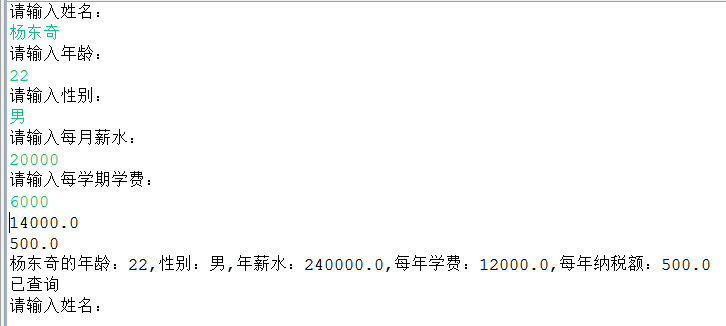 请输入姓名：
杨东奇
请输入年龄：
22
请输入性别：
男
请输入每月薪水：
20000
请输入每学期学费：
6000
14000.0
500.0
杨东奇的年龄：22,性别：男,年薪水：240000.0,每年学费：12000.0,每年纳税额：500.0
已查询
请输入姓名：